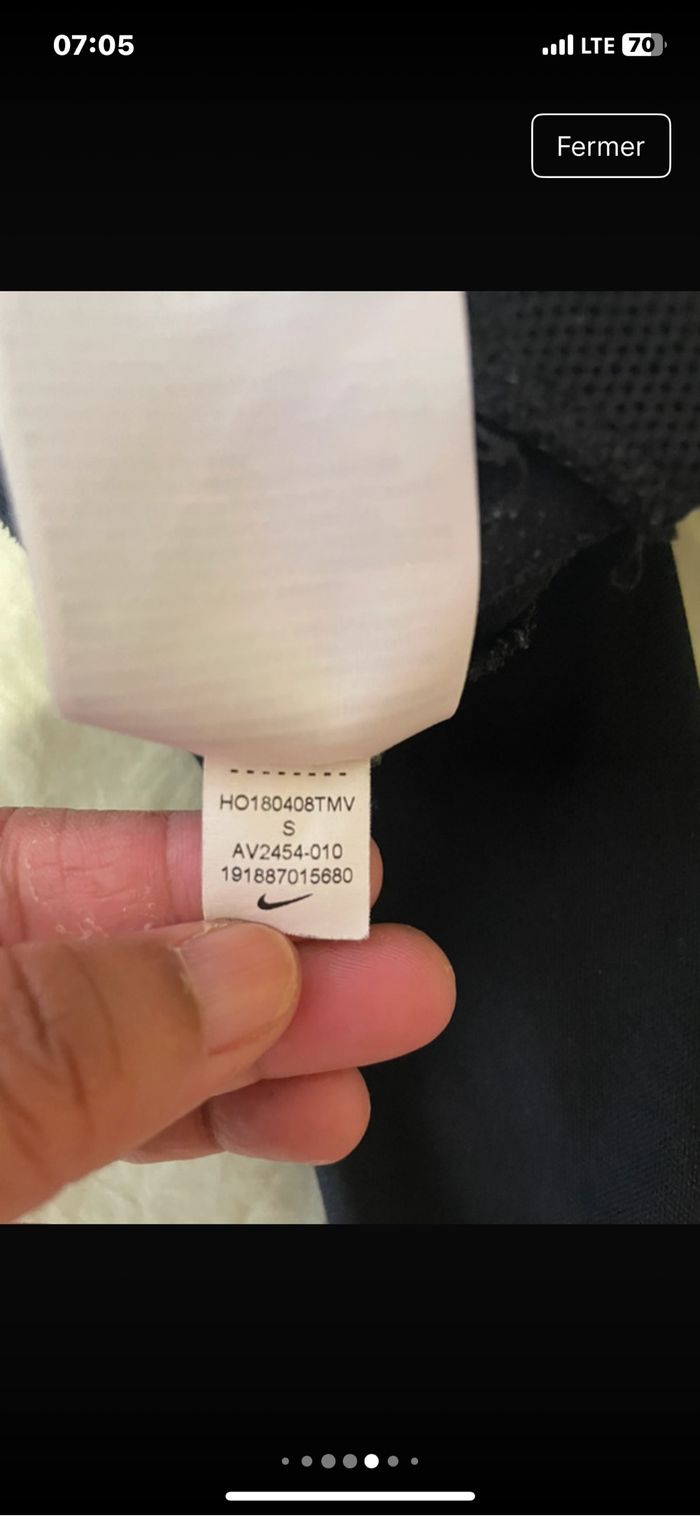 07:05
LTE 70
Fermer
HO180408TMV
S
AV2454-010
191887015680